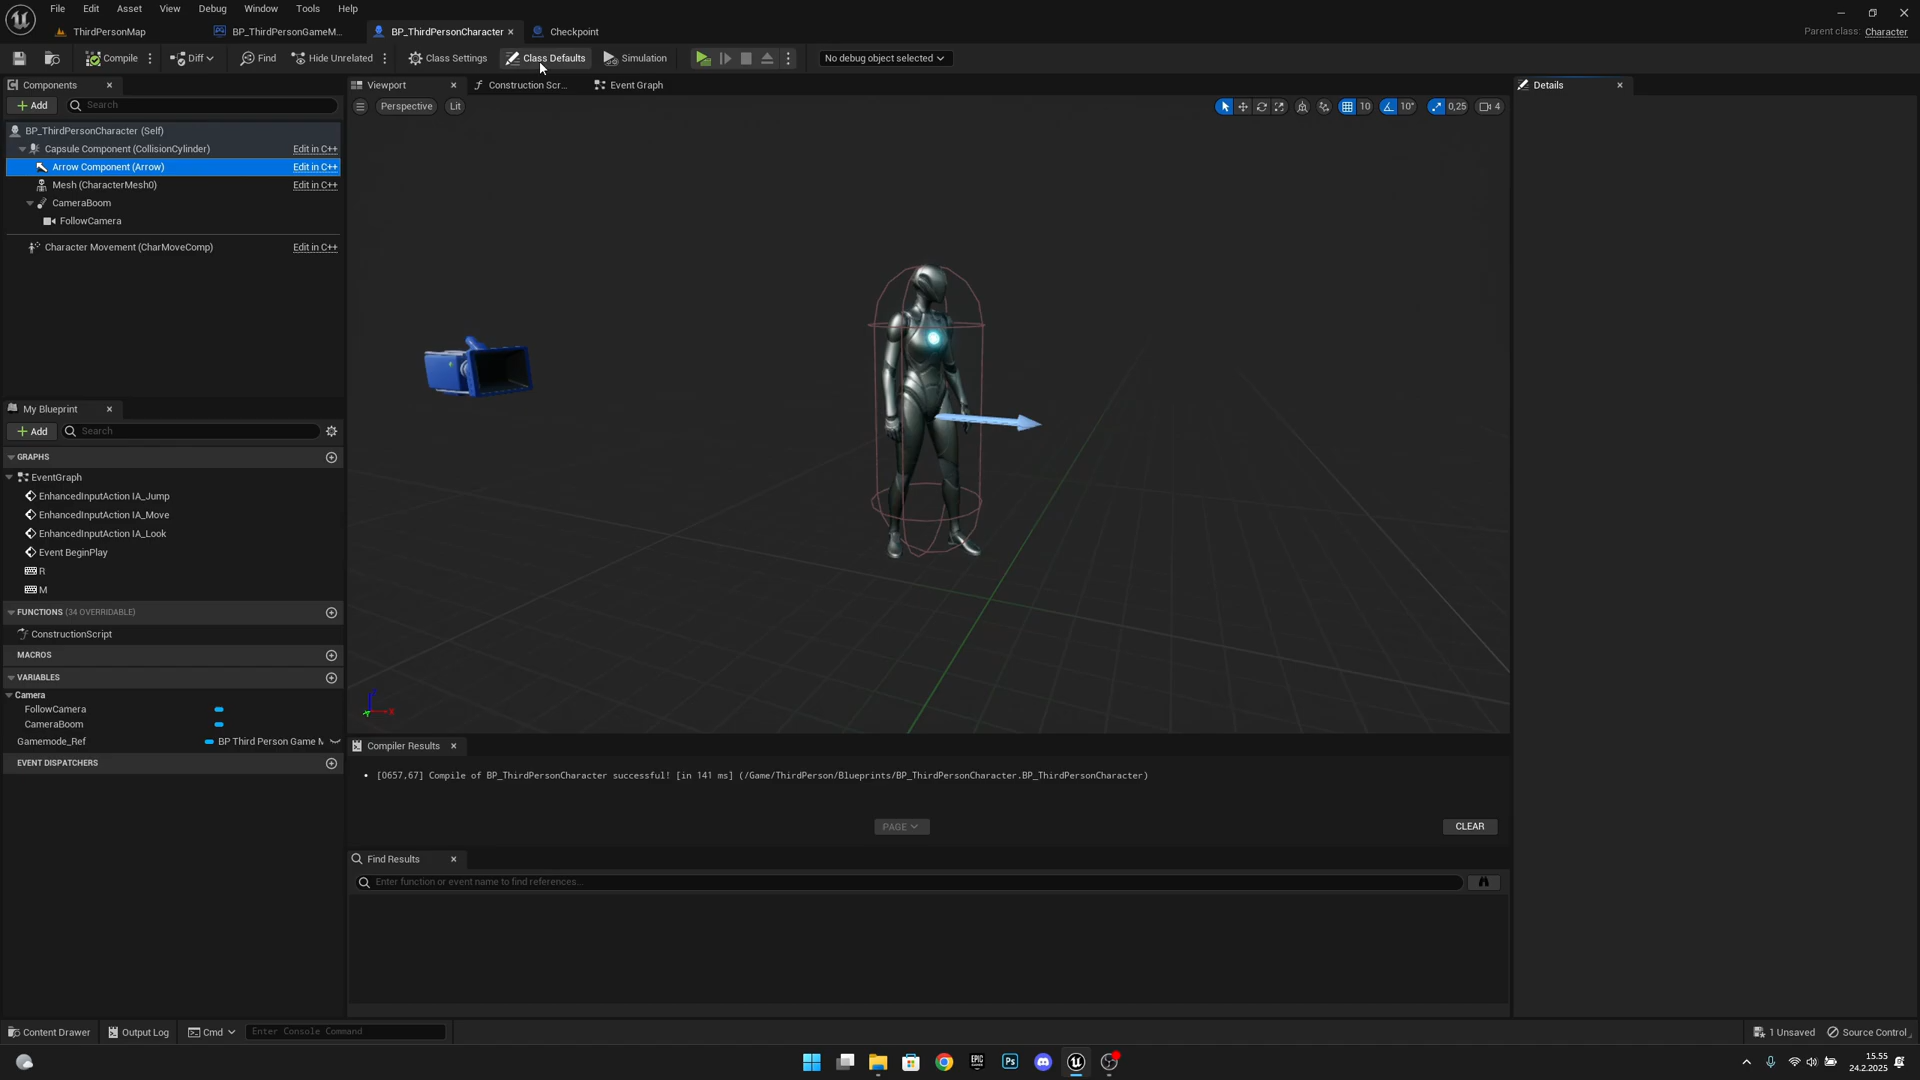 File Edit Asset View Debug Window Tools Help
ThirdPersonMap BP_ThirdPersonGameM... BP_ThirdPersonCharacter Checkpoint Parent class: Character
Compile Diff Find Hide Unrelated Class Settings Class Defaults Simulation No debug object selected
Components Viewport Construction Scr... Event Graph Details
Add Search Perspective Lit 10 10° 0,25 4
BP_ThirdPersonCharacter (Self)
Capsule Component (CollisionCylinder) Edit in C++
Arrow Component (Arrow) Edit in C++
Mesh (CharacterMesh0) Edit in C++
CameraBoom
FollowCamera
Character Movement (CharMoveComp) Edit in C++
My Blueprint
Add Search
GRAPHS
EventGraph
EnhancedInputAction IA_Jump
EnhancedInputAction IA_Move
EnhancedInputAction IA_Look
Event BeginPlay
R
M
FUNCTIONS (34 OVERRIDABLE)
ConstructionScript
MACROS
VARIABLES
Camera
FollowCamera
CameraBoom
Gamemode_Ref BP Third Person Game M
EVENT DISPATCHERS
X
Compiler Results
[0657,67] Compile of BP_ThirdPersonCharacter successful! [in 141 ms] (/Game/ThirdPerson/Blueprints/BP_ThirdPersonCharacter.BP_ThirdPersonCharacter)
PAGE CLEAR
Find Results
Enter function or event name to find references...
Content Drawer Output Log Cmd Enter Console Command 1 Unsaved Source Control
EPIC GAMES Ps 15.55
24.2.2025